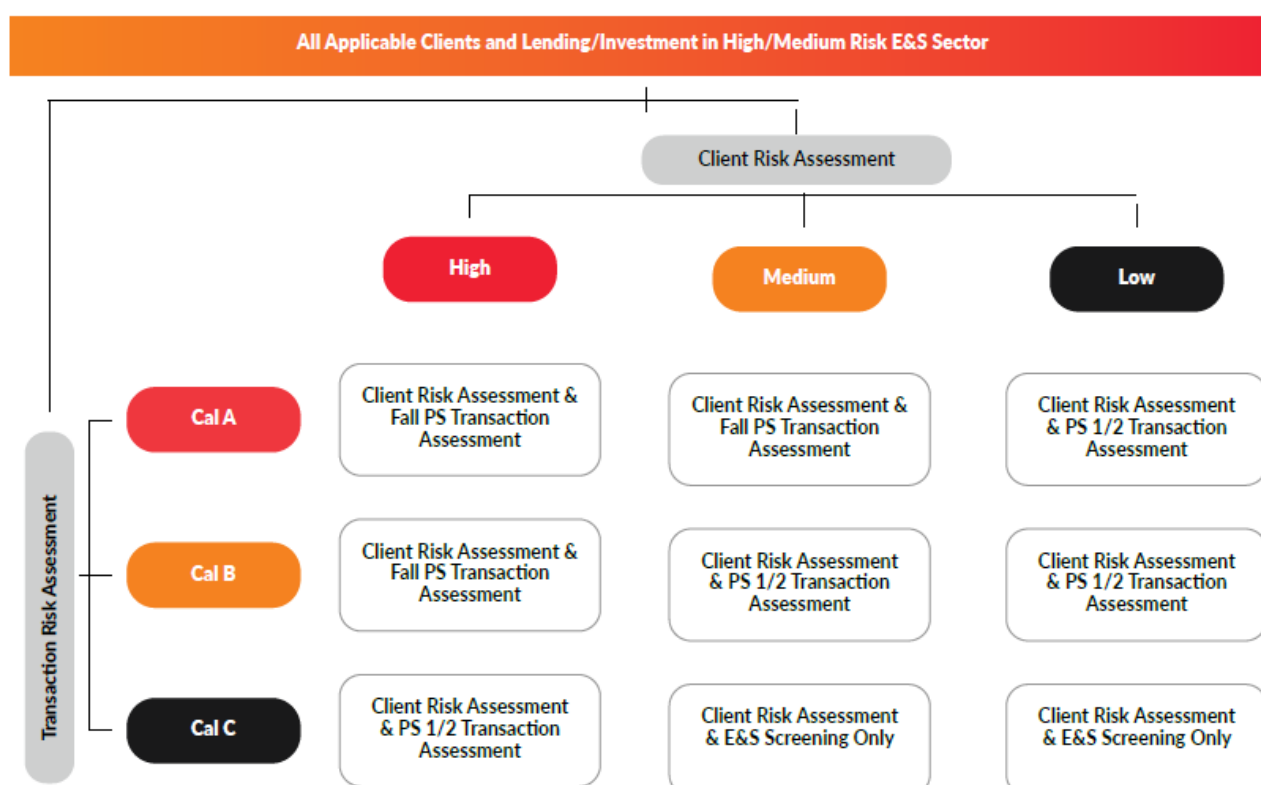 All Applicable Clients and Lending/Investment in High/Medium Risk E&S Sector
Client Risk Assessment
High
Medium
Low
Transaction Risk Assessment
Cal A
Client Risk Assessment &
Fall PS Transaction
Assessment
Client Risk Assessment &
Fall PS Transaction
Assessment
Client Risk Assessment
& PS 1/2 Transaction
Assessment
Cal B
Client Risk Assessment &
Fall PS Transaction
Assessment
Client Risk Assessment
& PS 1/2 Transaction
Assessment
Client Risk Assessment
& PS 1/2 Transaction
Assessment
Cal C
Client Risk Assessment
& PS 1/2 Transaction
Assessment
Client Risk Assessment
& E&S Screening Only
Client Risk Assessment
& E&S Screening Only